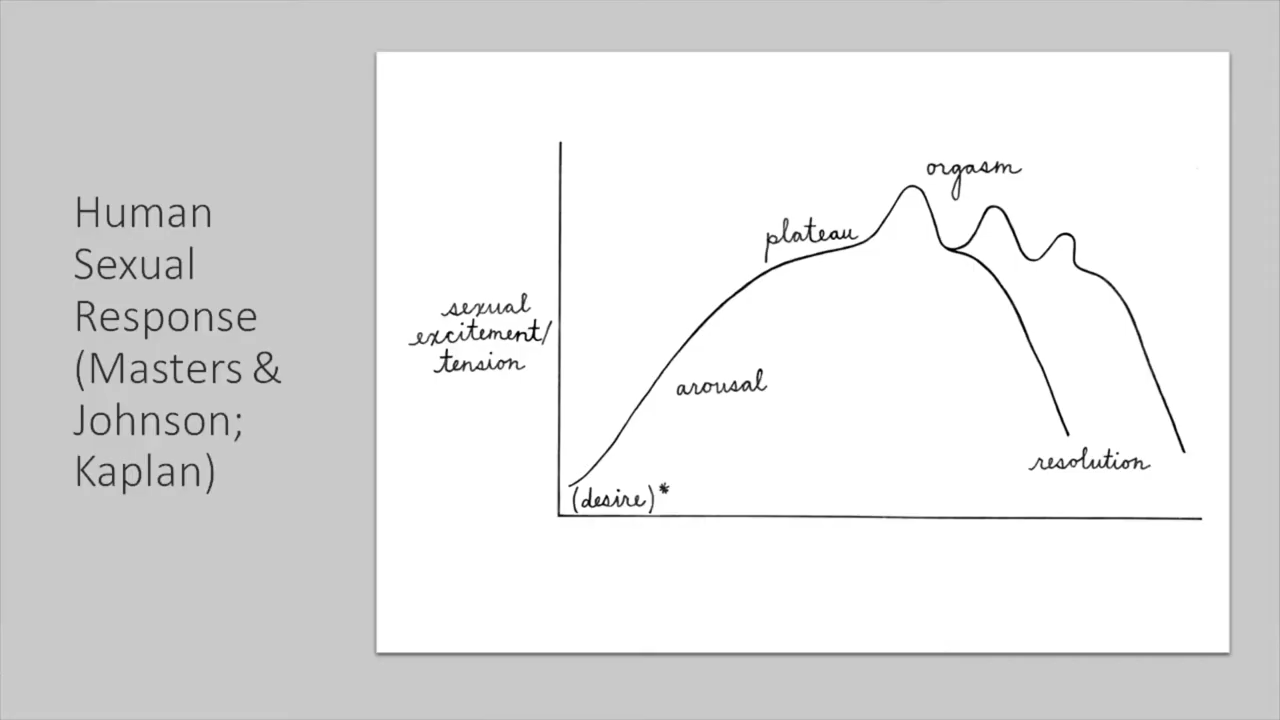 Human
Sexual
Response
(Masters &
Johnson;
Kaplan)
orgasm
plateau
sexual
excitement/
tension
arousal
resolution
(desire)*